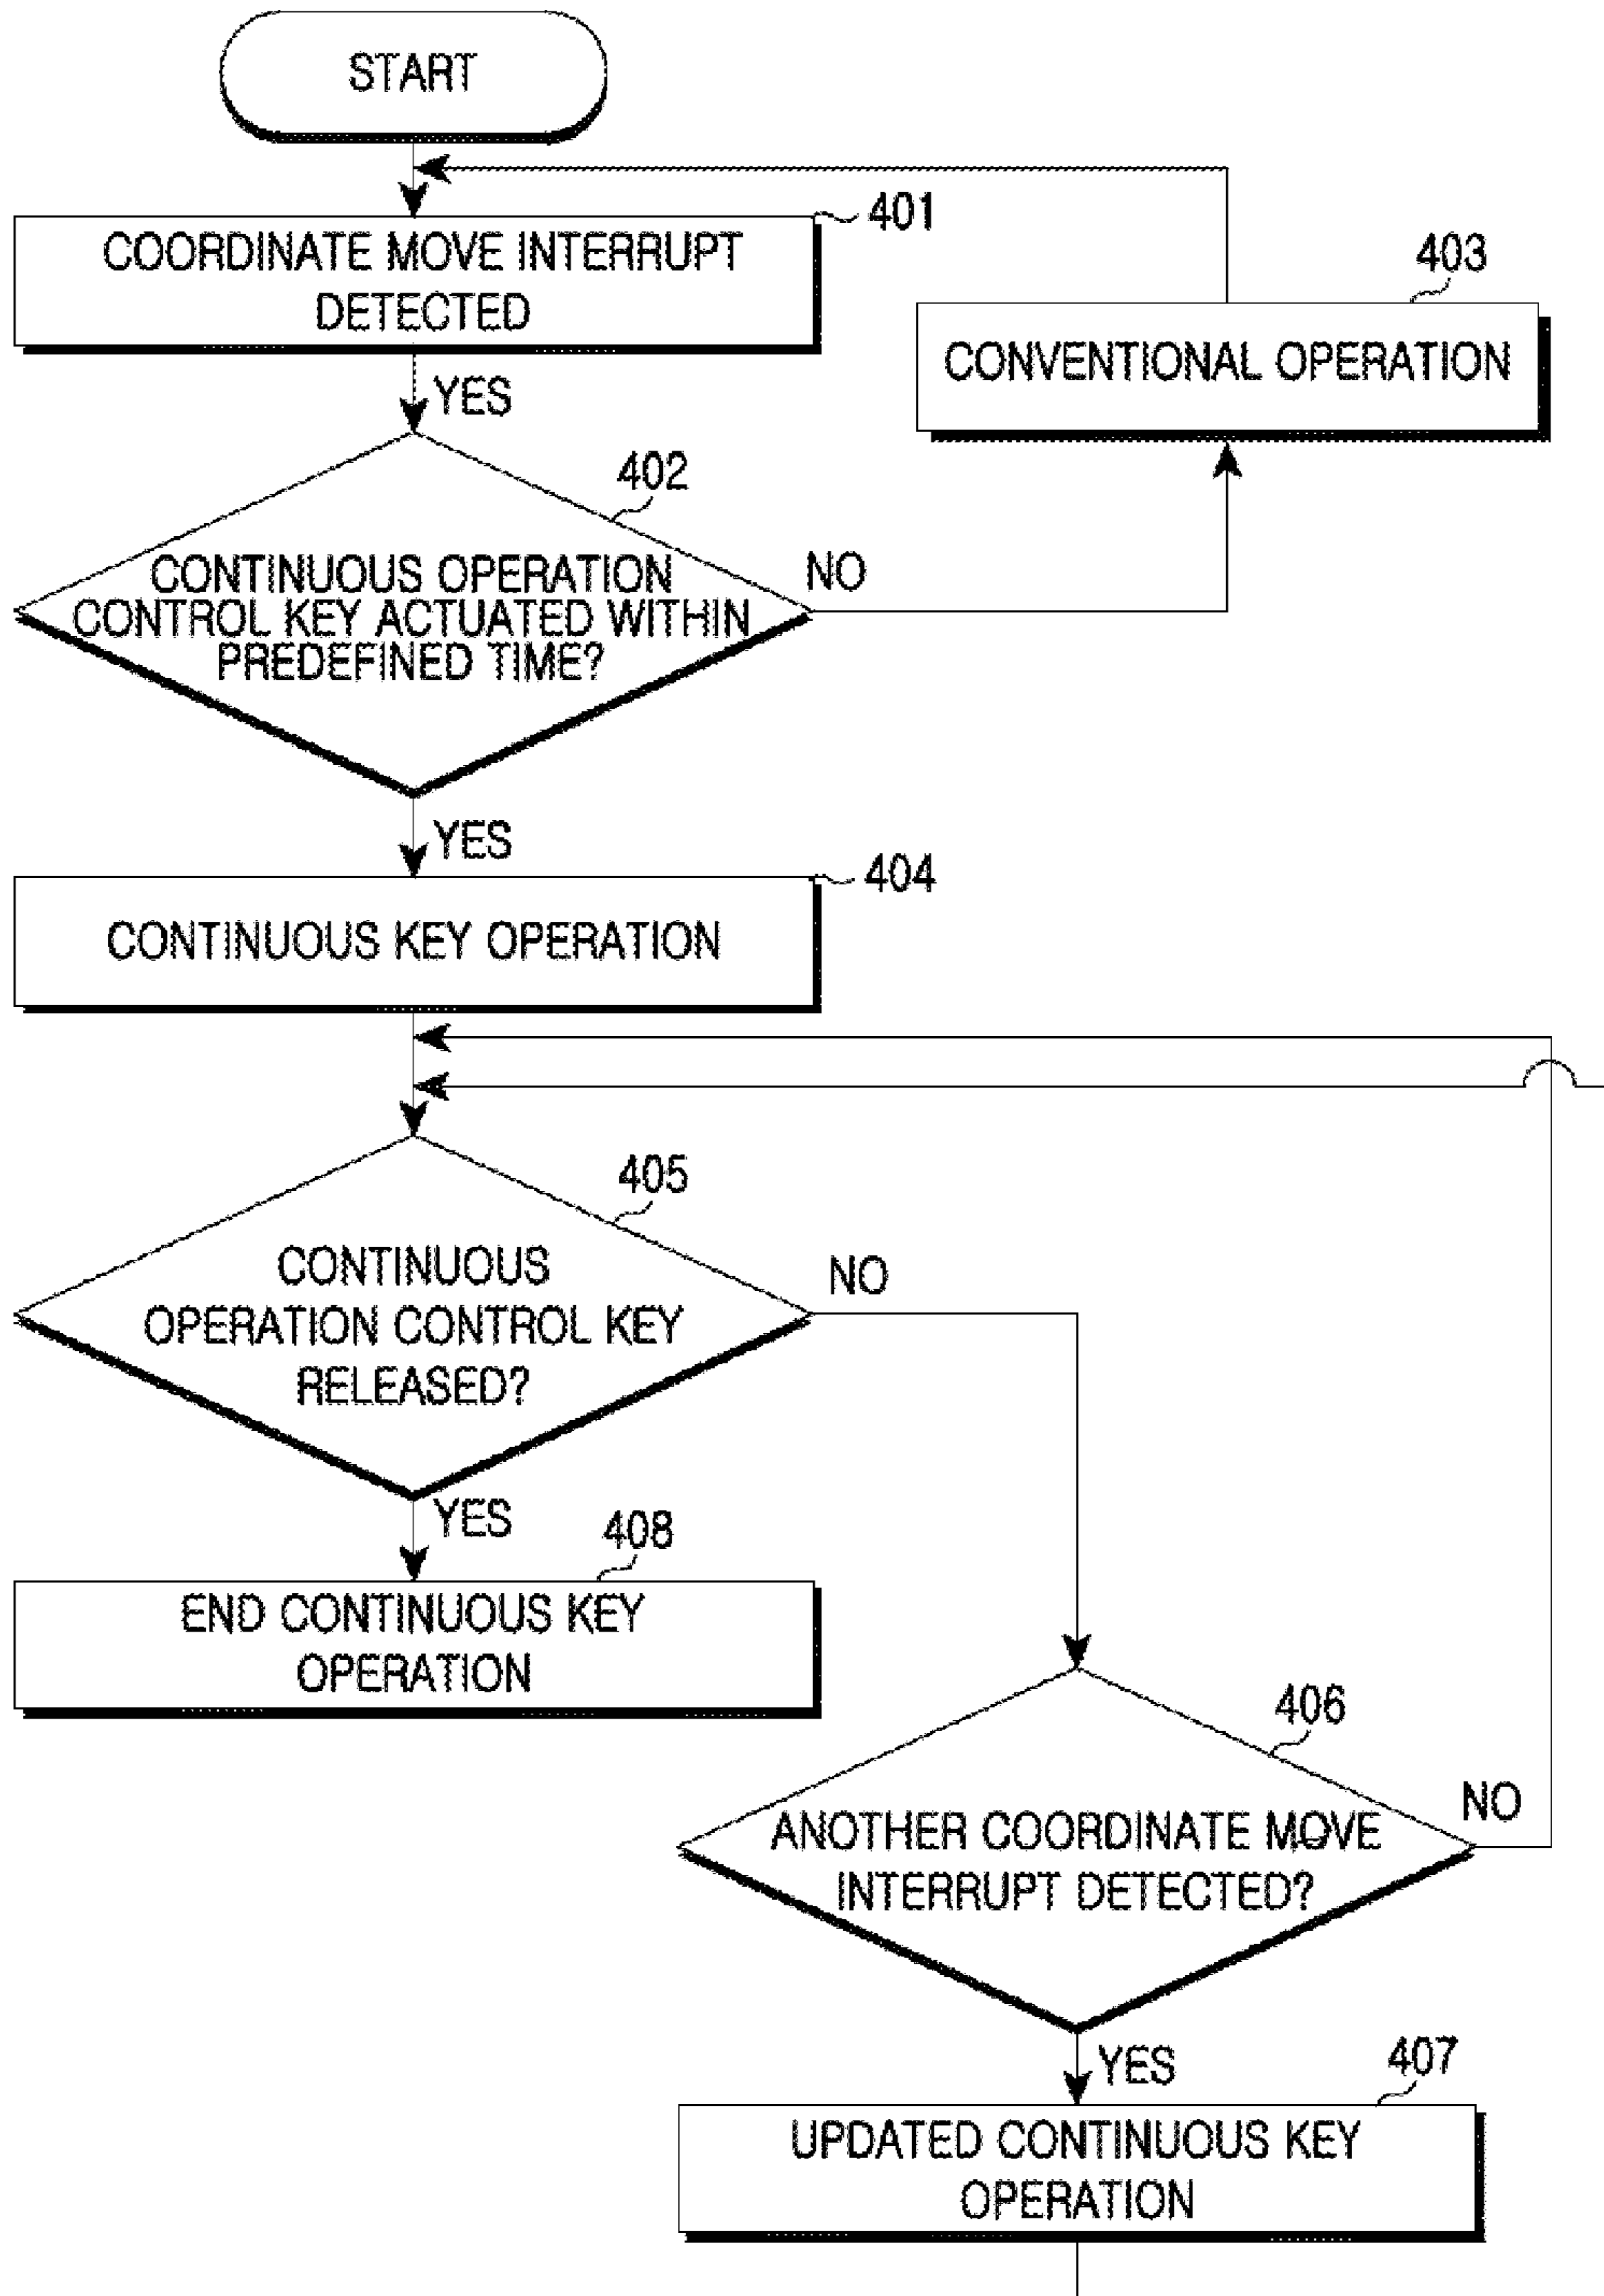 START
401
COORDINATE MOVE INTERRUPT
DETECTED
403
CONVENTIONAL OPERATION
YES
402
CONTINUOUS OPERATION
CONTROL KEY ACTUATED WITHIN
PREDEFINED TIME?
NO
YES
404
CONTINUOUS KEY OPERATION
405
CONTINUOUS
OPERATION CONTROL KEY
RELEASED?
NO
YES
408
END CONTINUOUS KEY
OPERATION
406
ANOTHER COORDINATE MOVE
INTERRUPT DETECTED?
NO
YES
407
UPDATED CONTINUOUS KEY
OPERATION